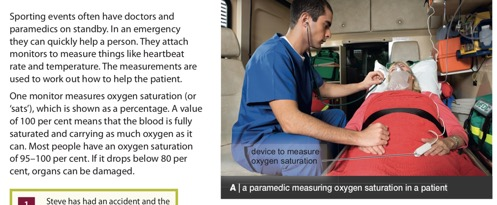 Sporting events often have doctors and
paramedics on standby. In an emergency
they can quickly help a person. They attach
monitors to measure things like heartbeat
rate and temperature. The measurements are
used to work out how to help the patient.
One monitor measures oxygen saturation (or
‘sats’), which is shown as a percentage. A value
of 100 per cent means that the blood is fully
saturated and carrying as much oxygen as it
can. Most people have an oxygen saturation
of 95–100 per cent. If it drops below 80 per
cent, organs can be damaged.
1 Steve has had an accident and the
device to measure
oxygen saturation
A | a paramedic measuring oxygen saturation in a patient